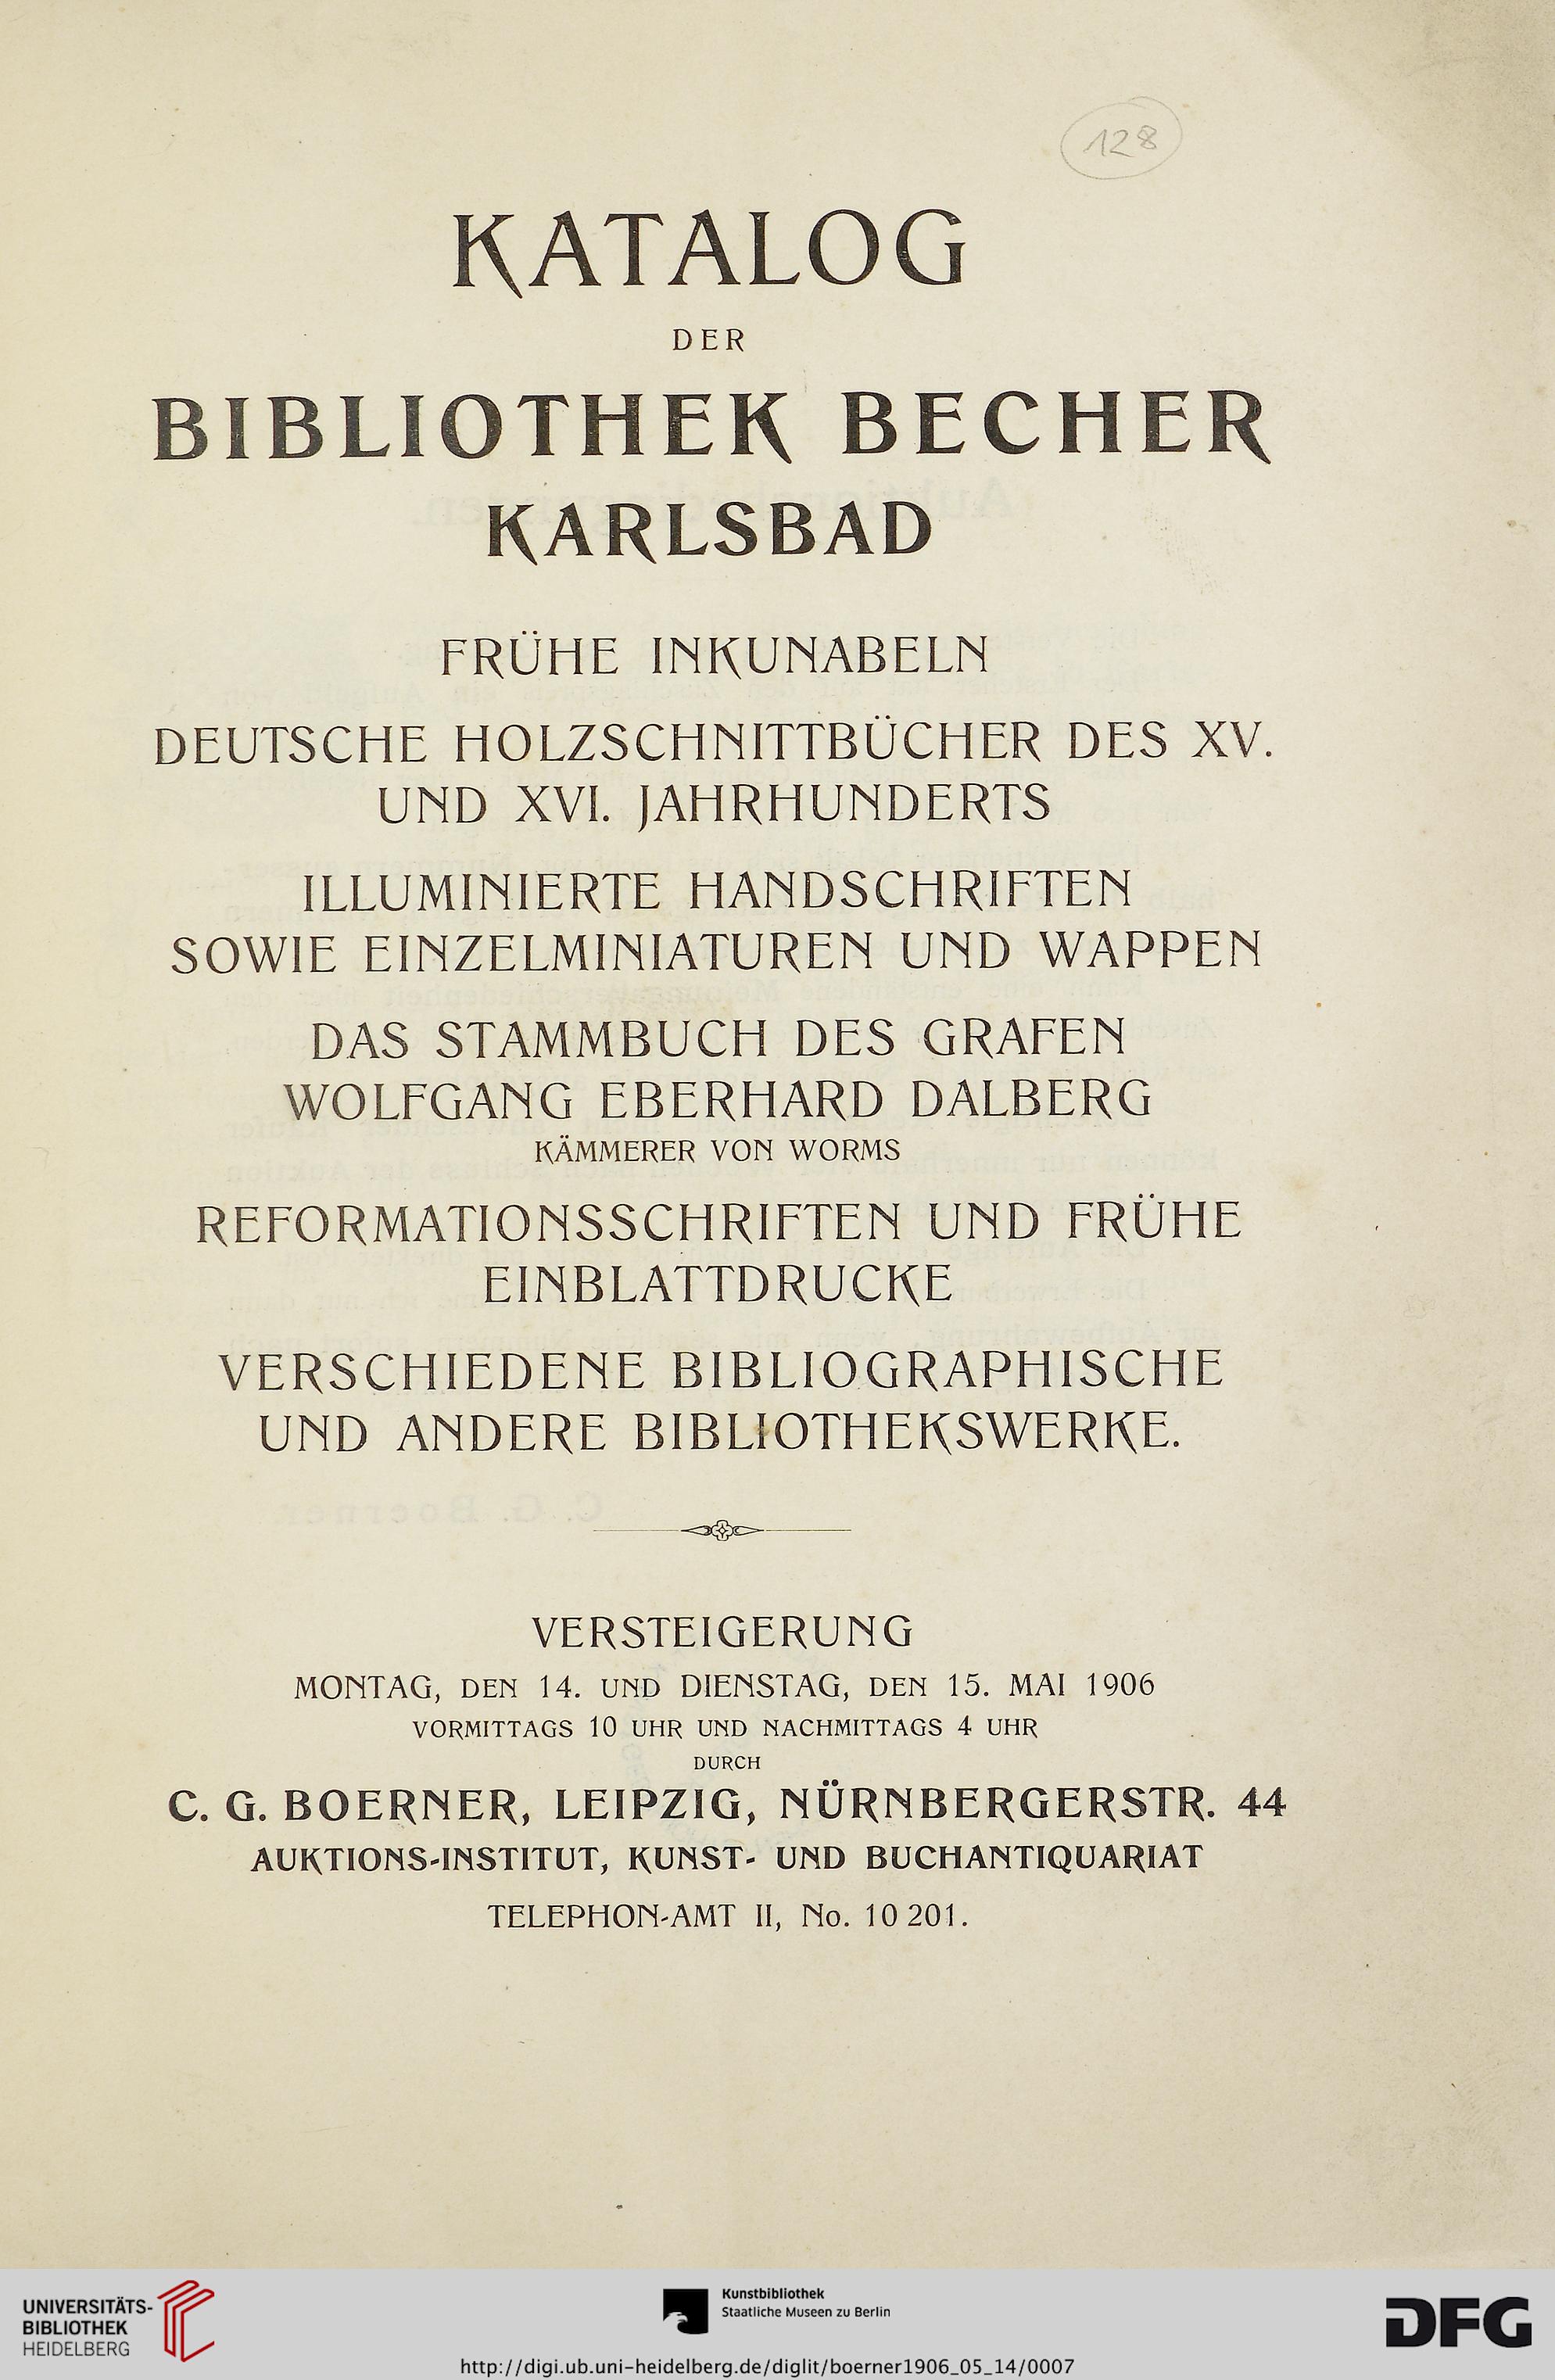 128
KATALOG
DER
BIBLIOTHEK BECHER
KARLSBAD
FRÜHE INKUNABELN
DEUTSCHE HOLZSCHNITTBÜCHER DES XV.
UND XVI. JAHRHUNDERTS
ILLUMINIERTE HANDSCHRIFTEN
SOWIE EINZELMINIATUREN UND WAPPEN
DAS STAMMBUCH DES GRAFEN
WOLFGANG EBERHARD DALBERG
KÄMMERER VON WORMS
REFORMATIONSSCHRIFTEN UND FRÜHE
EINBLATTDRUCKE
VERSCHIEDENE BIBLIOGRAPHISCHE
UND ANDERE BIBLIOTHEKSWERKE.
VERSTEIGERUNG
MONTAG, DEN 14. UND DIENSTAG, DEN 15. MAI 1906
VORMITTAGS 10 UHR UND NACHMITTAGS 4 UHR
DURCH
C. G. BOERNER, LEIPZIG, NÜRNBERGERSTR. 44
AUKTIONS-INSTITUT, KUNST- UND BUCHANTIQUARIAT
TELEPHON-AMT II, No. 10 201.
UNIVERSITÄTS-
BIBLIOTHEK
HEIDELBERG
Kunstbibliothek
Staatliche Museen zu Berlin
DFG
http://digi.ub.uni-heidelberg.de/diglit/boerner1906_05_14/0007